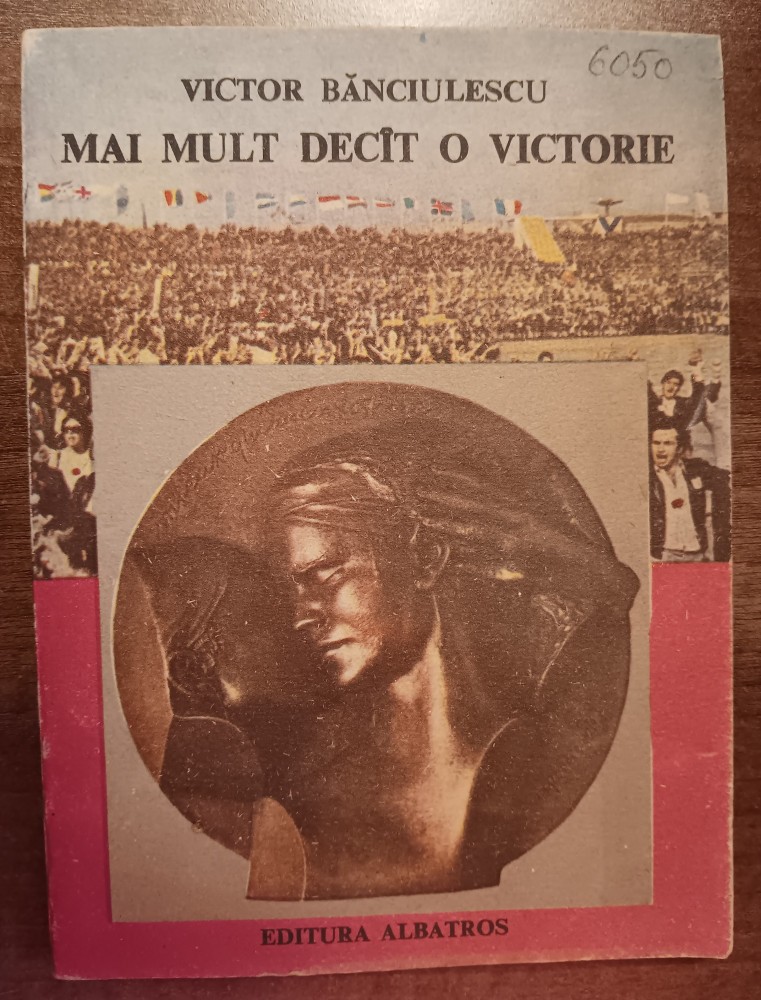 6050
VICTOR BĂNCIULESCU
MAI MULT DECÎT O VICTORIE
EDITURA ALBATROS